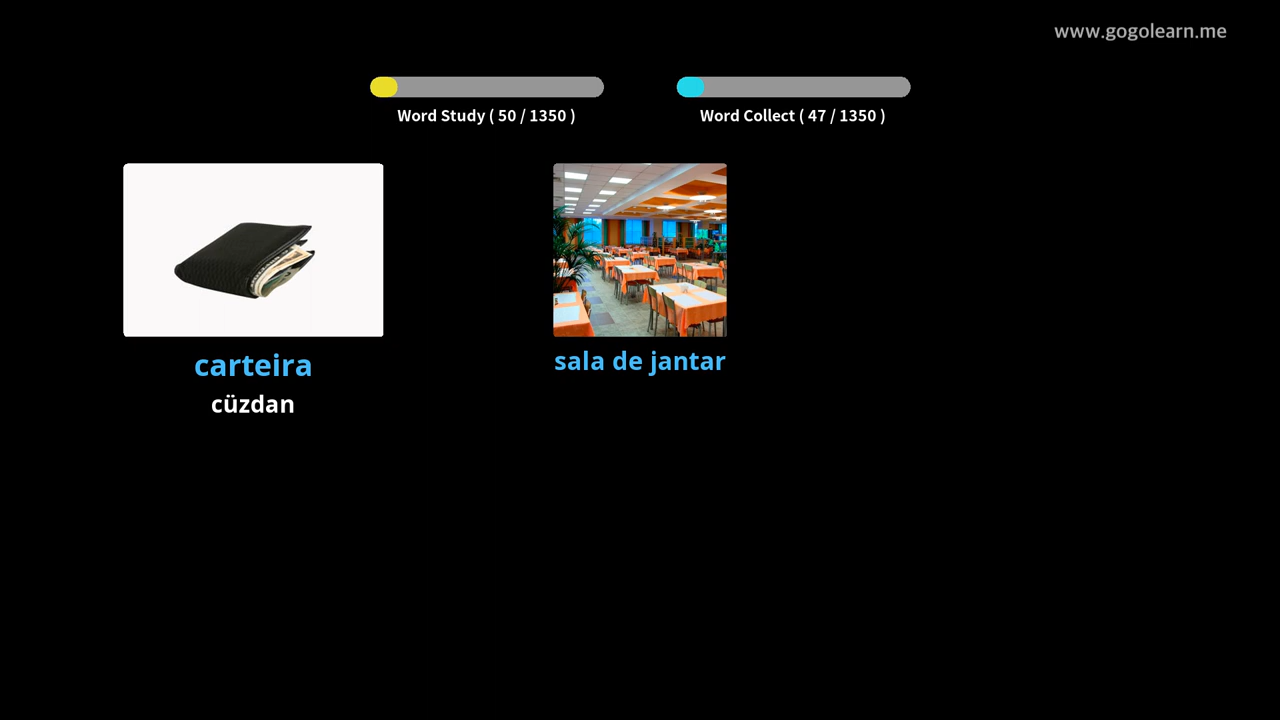 www.gogolearn.me
Word Study ( 50 / 1350 )
Word Collect ( 47 / 1350 )
carteira
cüzdan
sala de jantar